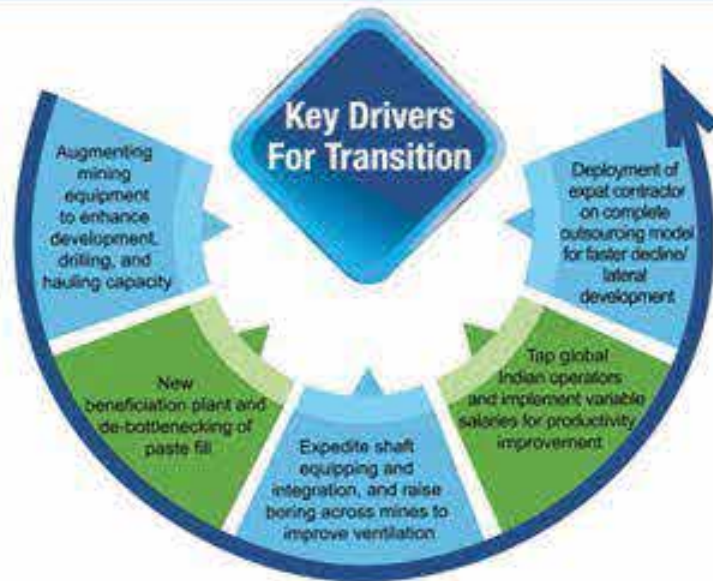 Key Drivers
For Transition
Augmenting
mining
equipment
to enhance
development,
drilling, and
hauling capacity
New
beneficiation plant and
de-bottlenecking of
paste fill
Expedite shaft
equipping and
integration, and raise
boring across mines to
improve ventilation
Tap global
Indian operators
and implement variable
salaries for productivity
improvement
Deployment of
expat contractor
on complete
outsourcing model
for faster decline/
lateral
development